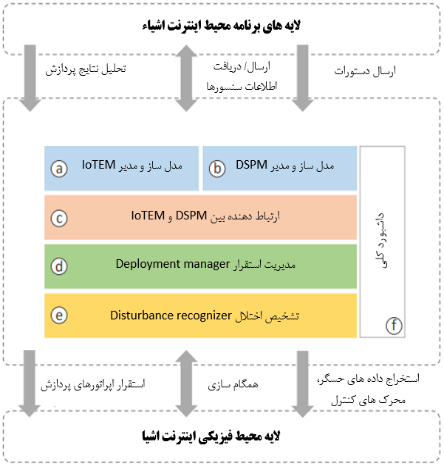 لایه های برنامه محیط اینترنت اشیاء
ارسال دستورات
ارسال/ دریافت
اطلاعات سنسورها
تحلیل نتایج پردازش
a
مدل ساز و مدیر IoTEM
b
مدل ساز و مدیر DSPM
c
ارتباط دهنده بین DSPM و IoTEM
d
مدیریت استقرار Deployment manager
e
تشخیص اختلال Disturbance recognizer
داشبورد کلی
f
استخراج داده های حسگر،
محرک های کنترل
همگام سازی
استقرار اپراتورهای پردازش
لایه محیط فیزیکی اینترنت اشیا